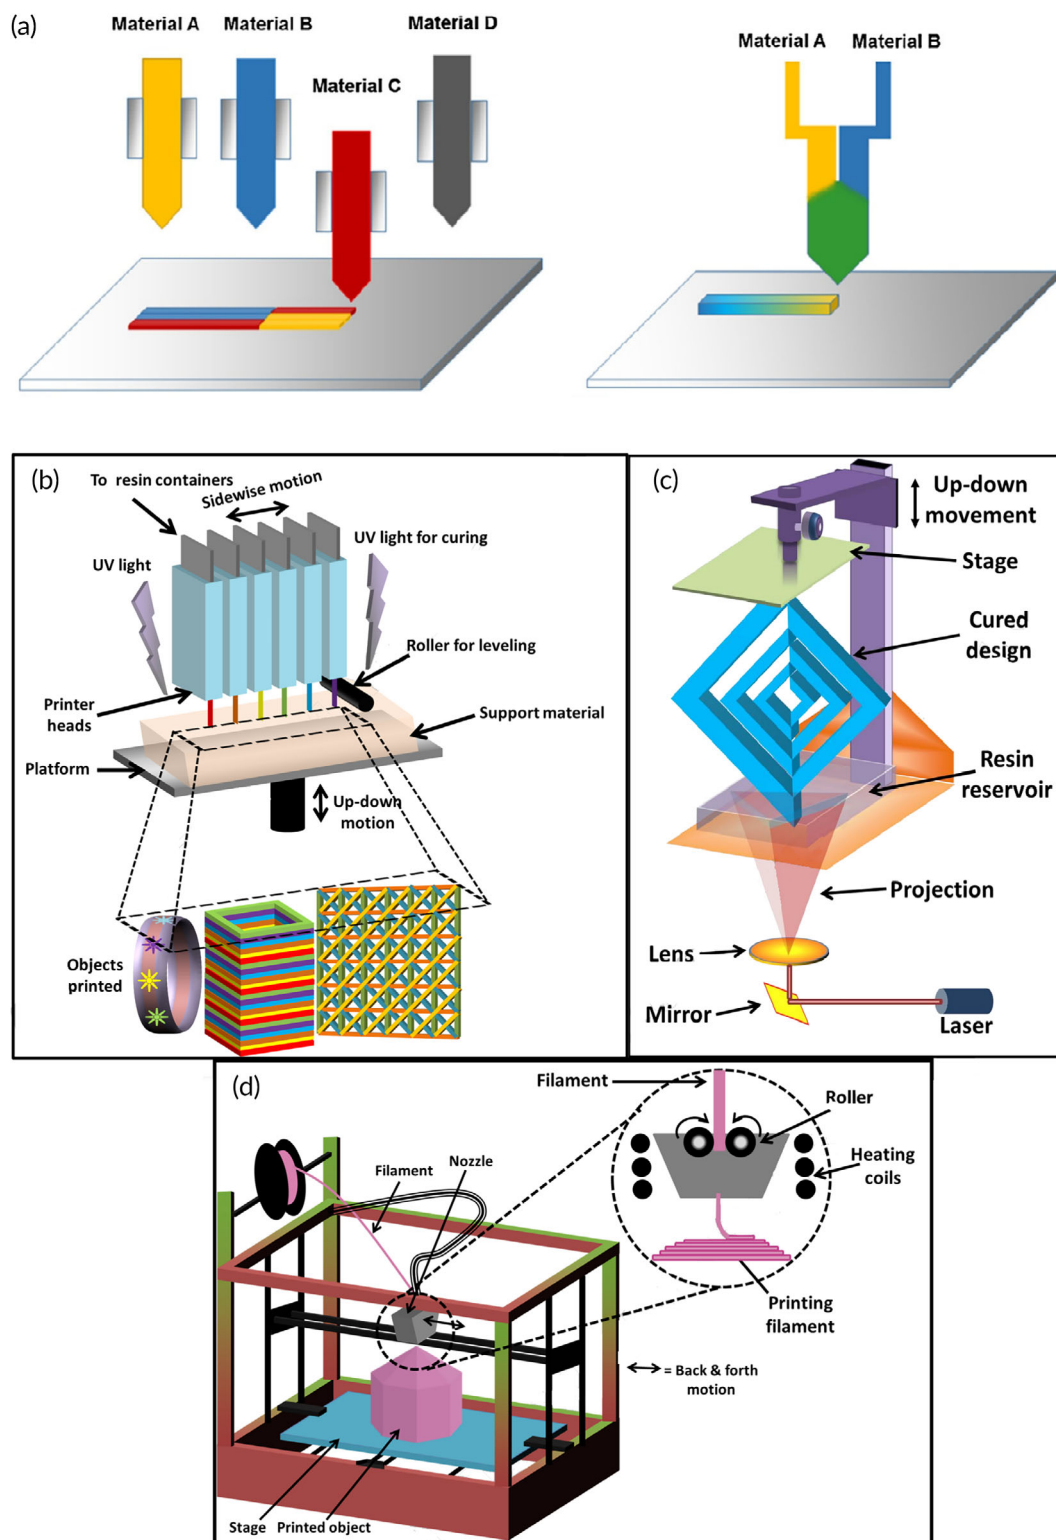 (a)
Material A
Material B
Material C
Material D
Material A
Material B
(b)
To resin containers
Sidewise motion
UV light
UV light for curing
Roller for leveling
Printer
heads
Support material
Platform
Up-down
motion
Objects
printed
(c)
Up-down
movement
Stage
Cured
design
Resin
reservoir
Projection
Lens
Mirror
Laser
(d)
Filament
Roller
Heating
coils
Printing
filament
Filament
Nozzle
= Back & forth
motion
Stage
Printed object